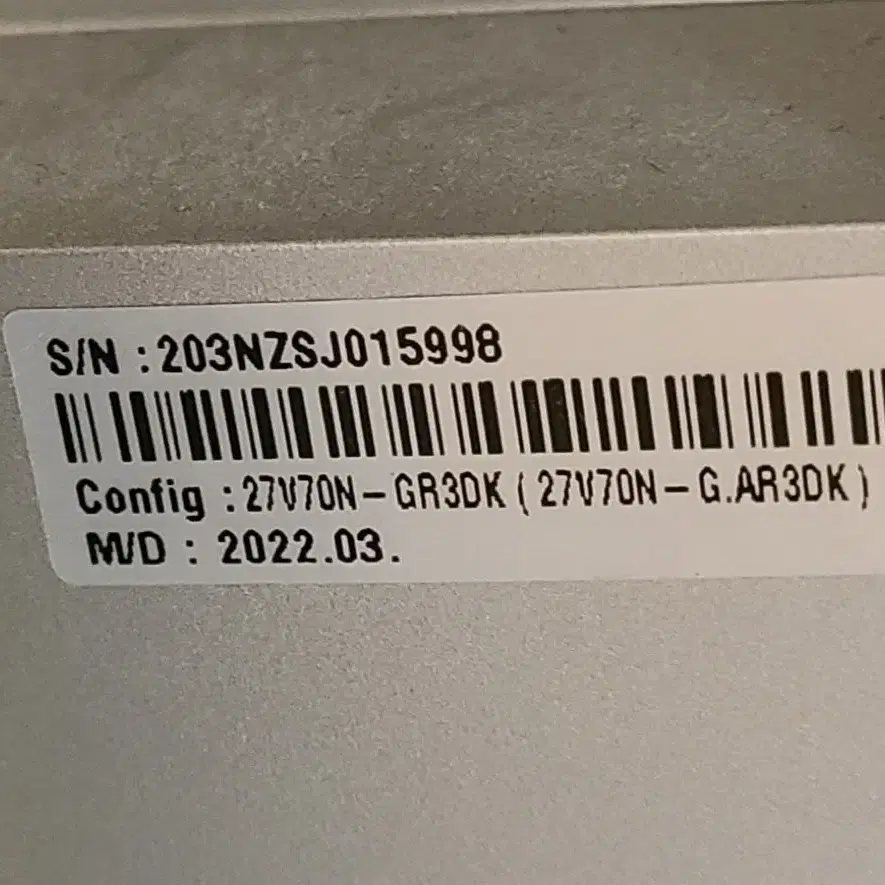 S/N : 203NZSJ015998
Config : 27V70N-GR3DK ( 27V70N-G.AR3DK )
M/D : 2022.03.